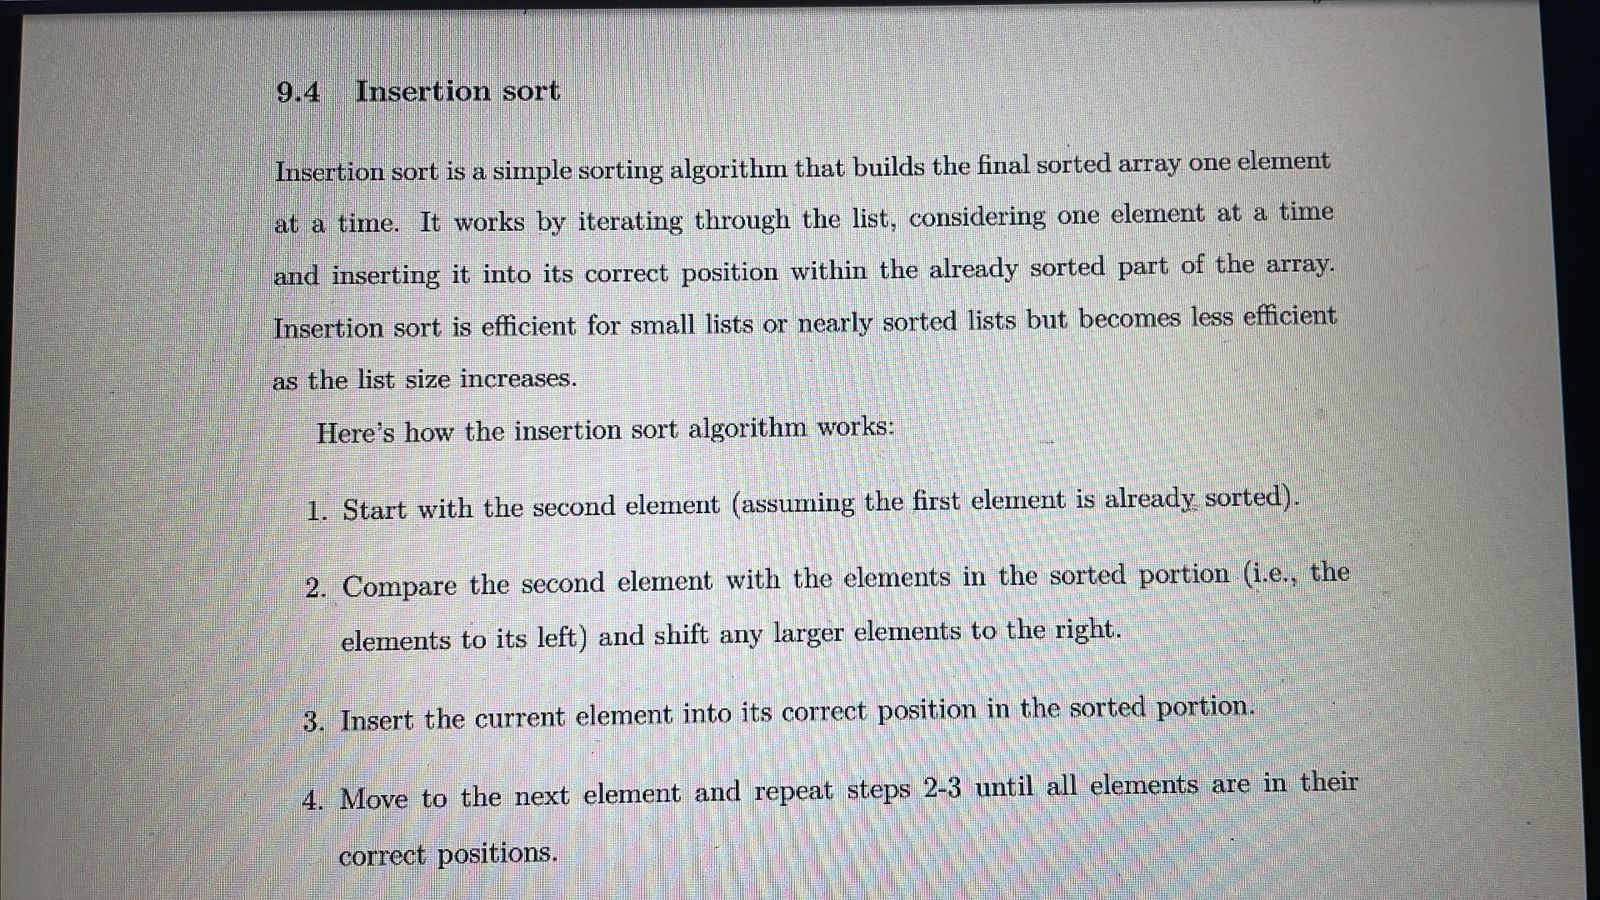 9.4 Insertion sort
Insertion sort is a simple sorting algorithm that builds the final sorted array one element
at a time. It works by iterating through the list, considering one element at a time
and inserting it into its correct position within the already sorted part of the array.
Insertion sort is efficient for small lists or nearly sorted lists but becomes less efficient
as the list size increases.
Here's how the insertion sort algorithm works:
1. Start with the second element (assuming the first element is already sorted).
2. Compare the second element with the elements in the sorted portion (i.e., the
elements to its left) and shift any larger elements to the right.
3. Insert the current element into its correct position in the sorted portion.
4. Move to the next element and repeat steps 2-3 until all elements are in their
correct positions.